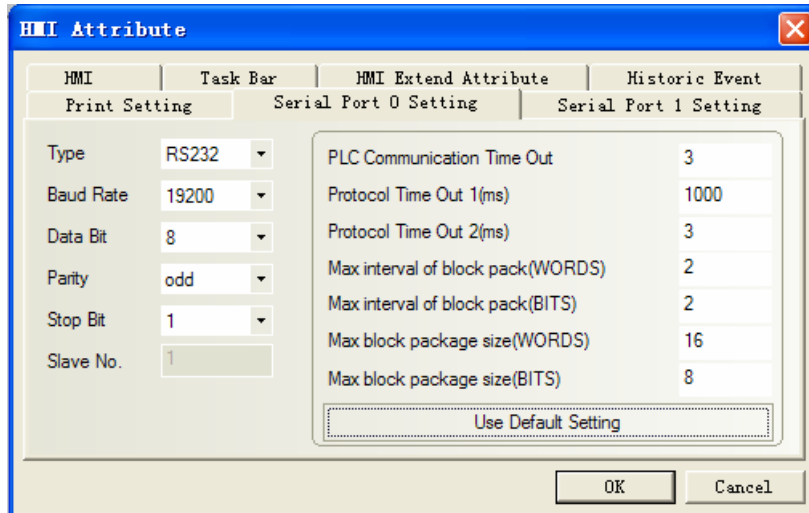 HMI Attribute
HMI Task Bar HMI Extend Attribute Historic Event
Print Setting Serial Port 0 Setting Serial Port 1 Setting
Type RS232
Baud Rate 19200
Data Bit 8
Parity odd
Stop Bit 1
Slave No. 1
PLC Communication Time Out 3
Protocol Time Out 1(ms) 1000
Protocol Time Out 2(ms) 3
Max interval of block pack(WORDS) 2
Max interval of block pack(BITS) 2
Max block package size(WORDS) 16
Max block package size(BITS) 8
Use Default Setting
OK Cancel